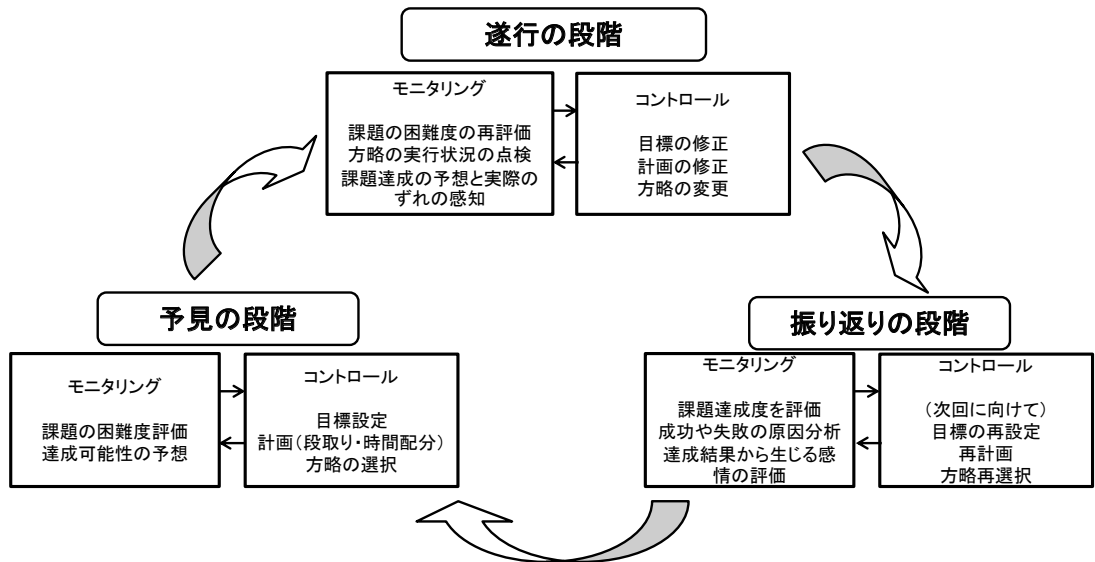 遂行の段階
モニタリング
課題の困難度の再評価
方略の実行状況の点検
課題達成の予想と実際の
ずれの感知
コントロール
目標の修正
計画の修正
方略の変更
予見の段階
モニタリング
課題の困難度評価
達成可能性の予想
コントロール
目標設定
計画(段取り・時間配分)
方略の選択
振り返りの段階
モニタリング
課題達成度を評価
成功や失敗の原因分析
達成結果から生じる感
情の評価
コントロール
(次回に向けて)
目標の再設定
再計画
方略再選択